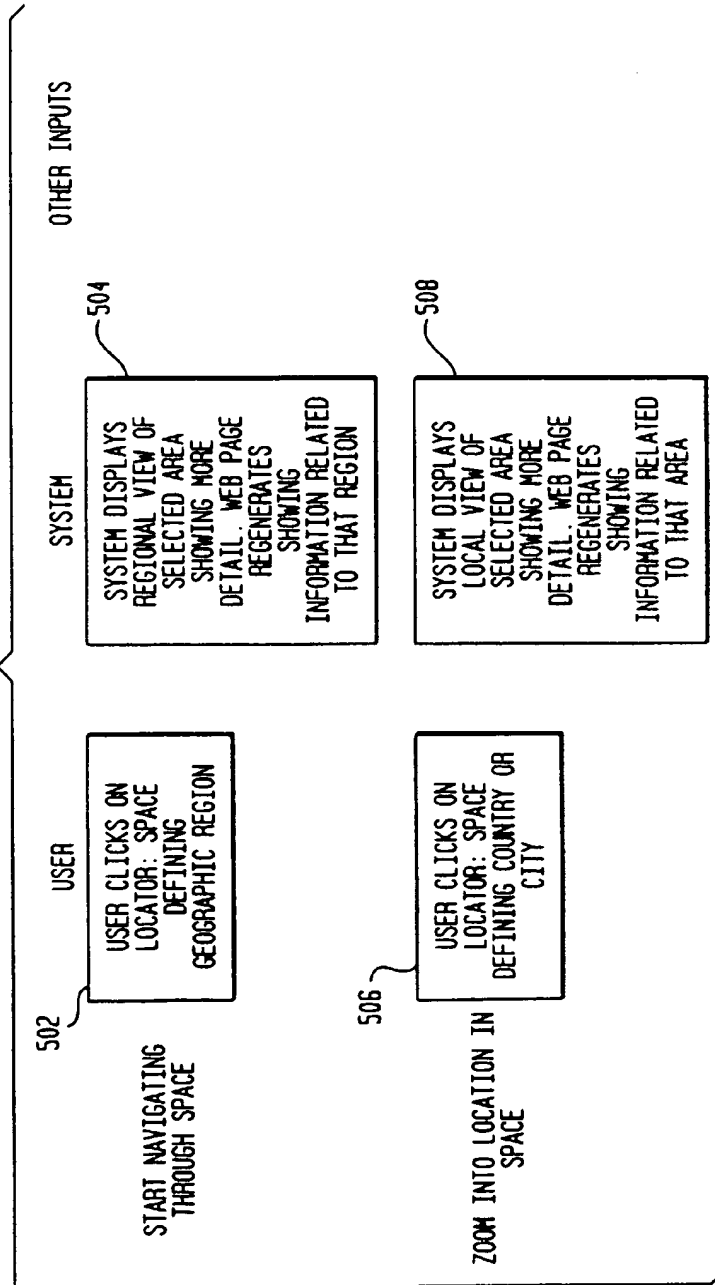 USER
SYSTEM
OTHER INPUTS
START NAVIGATING
THROUGH SPACE
502
USER CLICKS ON
LOCATOR: SPACE
DEFINING
GEOGRAPHIC REGION
504
SYSTEM DISPLAYS
REGIONAL VIEW OF
SELECTED AREA
SHOWING MORE
DETAIL. WEB PAGE
REGENERATES
SHOWING
INFORMATION RELATED
TO THAT REGION
ZOOM INTO LOCATION IN
SPACE
506
USER CLICKS ON
LOCATOR: SPACE
DEFINING COUNTRY OR
CITY
508
SYSTEM DISPLAYS
LOCAL VIEW OF
SELECTED AREA
SHOWING MORE
DETAIL. WEB PAGE
REGENERATES
SHOWING
INFORMATION RELATED
TO THAT AREA